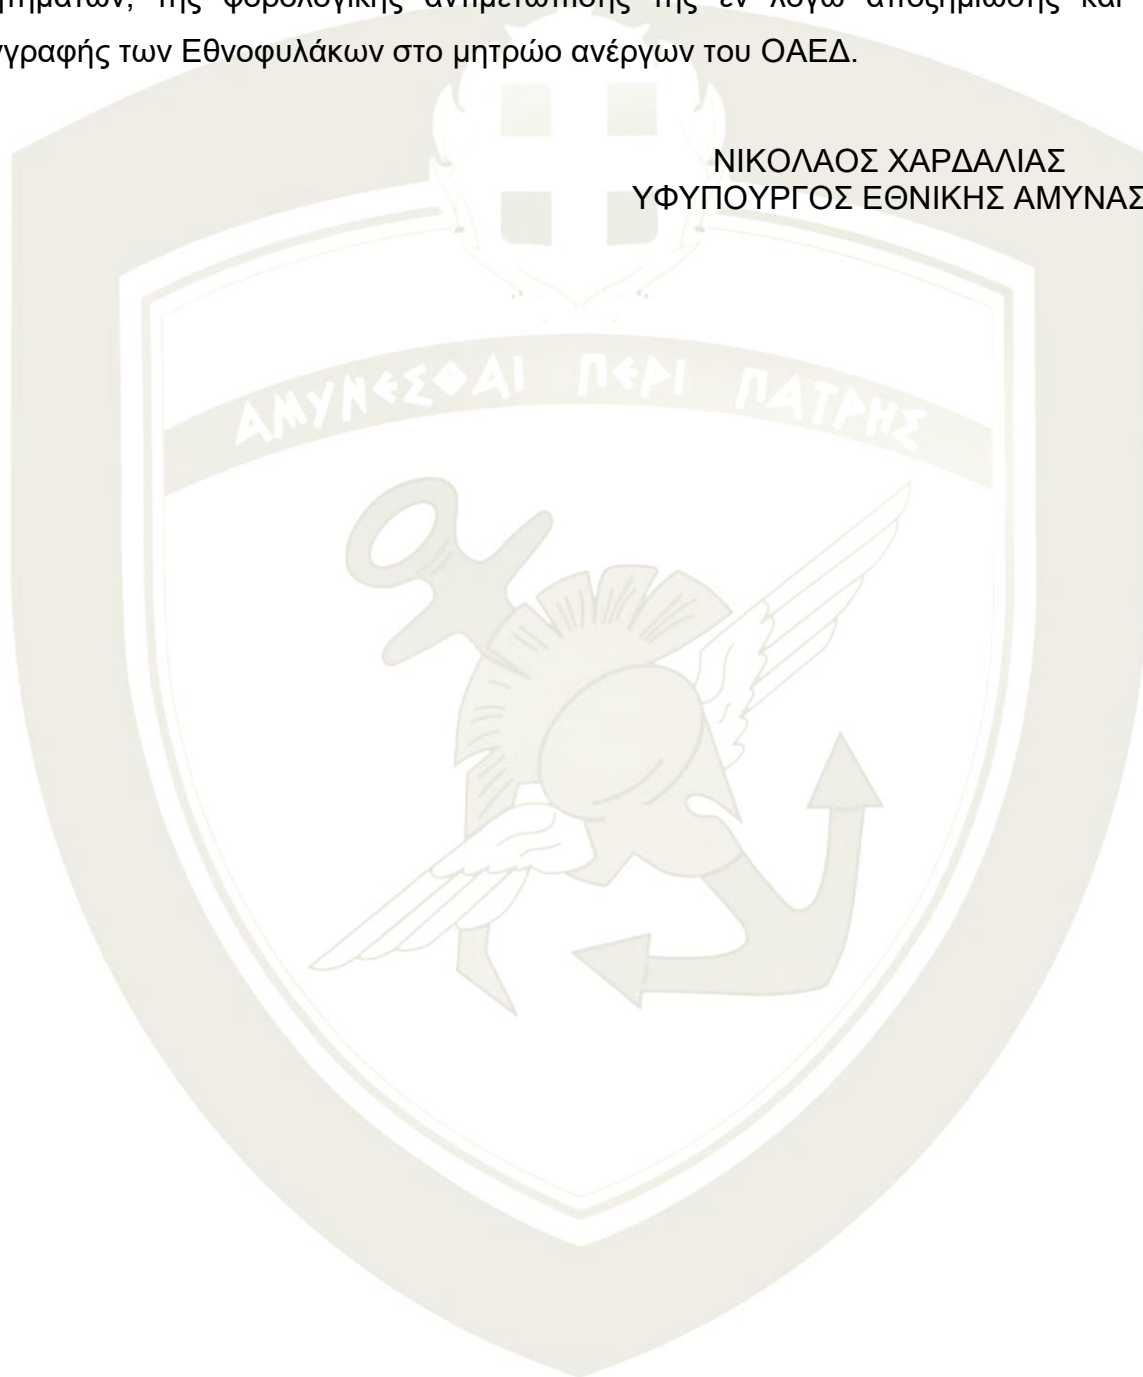 της φορολογικής αντιμετώπισης της εν λόγω αποζημίωσης και
των Εθνοφυλάκων στο μητρώο ανέργων του ΟΑΕΔ.
ΝΙΚΟΛΑΟΣ ΧΑΡΔΑΛΙΑΣ
ΥΦΥΠΟΥΡΓΟΣ ΕΘΝΙΚΗΣ ΑΜΥΝΑΣ
ΑΜΥΝΕΣΘΑΙ ΠΕΡΙ ΠΑΤΡΗΣ